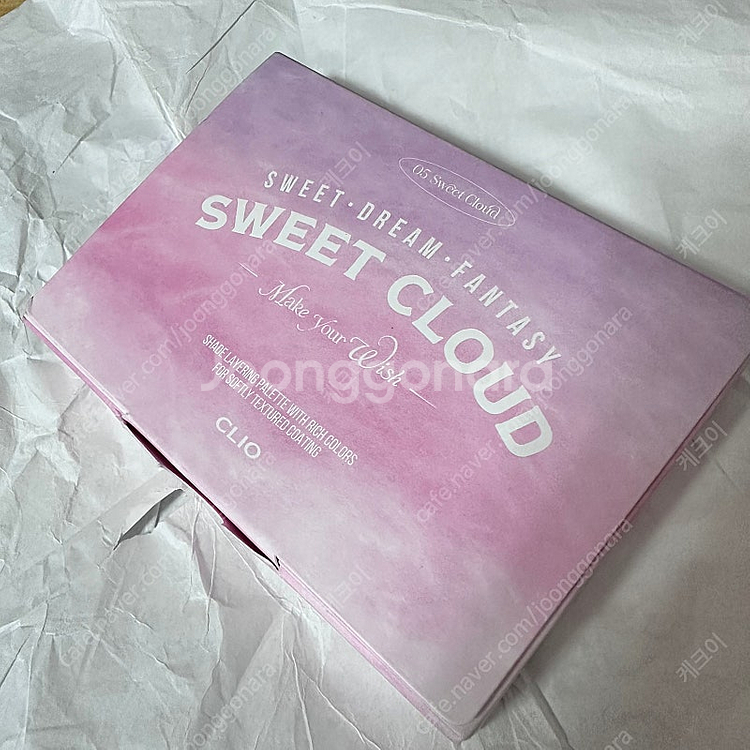 05 Sweet Cloud
SWEET·DREAM·FANTASY
SWEET CLOUD
Make your Wish
SHADE LAYERING PALETTE WITH RICH COLORS
FOR SOFTLY TEXTURED COATING
CLIO
Joonggonara
cafe.naver.com/joonggonara
케크이